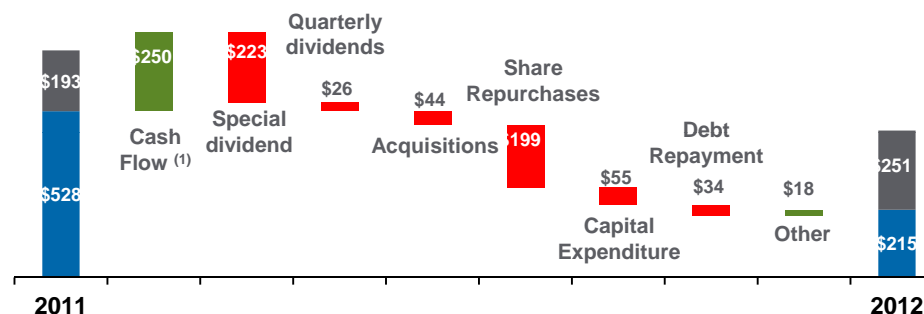 $193
$528
2011
$250
Cash
Flow (1)
$223
Special
dividend
Quarterly
dividends
$26
$44
Acquisitions
Share
Repurchases
$199
$55
Capital
Expenditure
Debt
Repayment
$34
$18
Other
$251
$215
2012